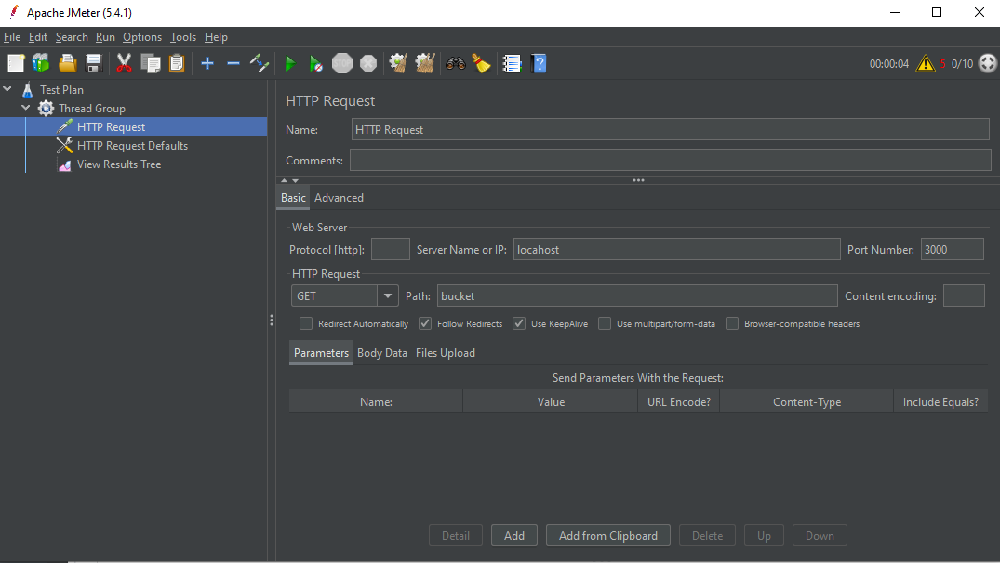 Apache JMeter (5.4.1)
File Edit Search Run Options Tools Help
00:00:04 5 0/10
Test Plan
Thread Group
HTTP Request
HTTP Request Defaults
View Results Tree
HTTP Request
Name: HTTP Request
Comments:
Basic Advanced
Web Server
Protocol [http]: Server Name or IP: locahost Port Number: 3000
HTTP Request
GET Path: bucket Content encoding:
Redirect Automatically Follow Redirects Use KeepAlive Use multipart/form-data Browser-compatible headers
Parameters Body Data Files Upload
Send Parameters With the Request:
Name: Value URL Encode? Content-Type Include Equals?
Detail Add Add from Clipboard Delete Up Down